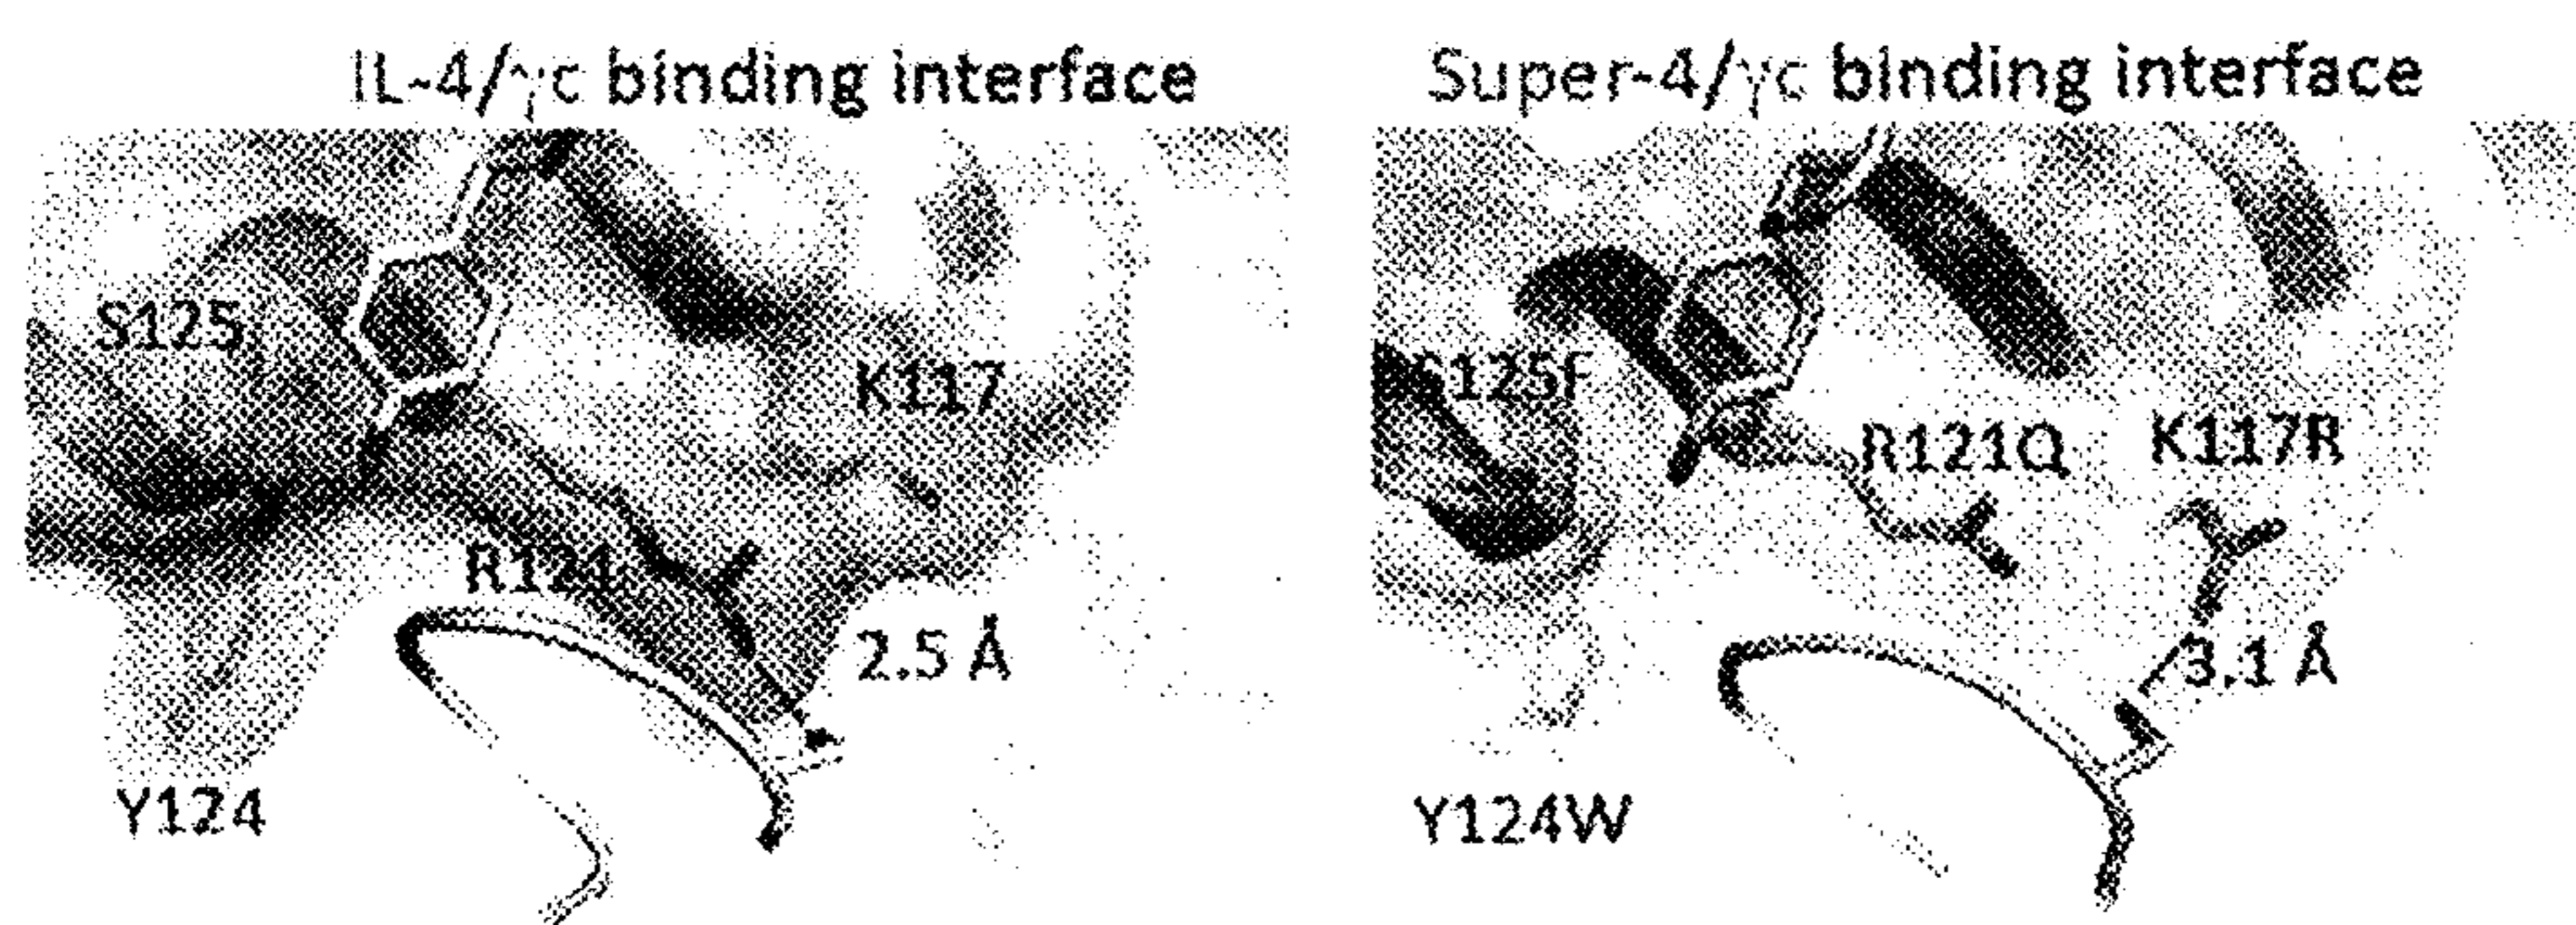 IL-4/γc binding interface
S125
K117
R121
2.5 Å
Y124
Super-4/γc binding interface
S125F
R121Q
K117R
3.1 Å
Y124W